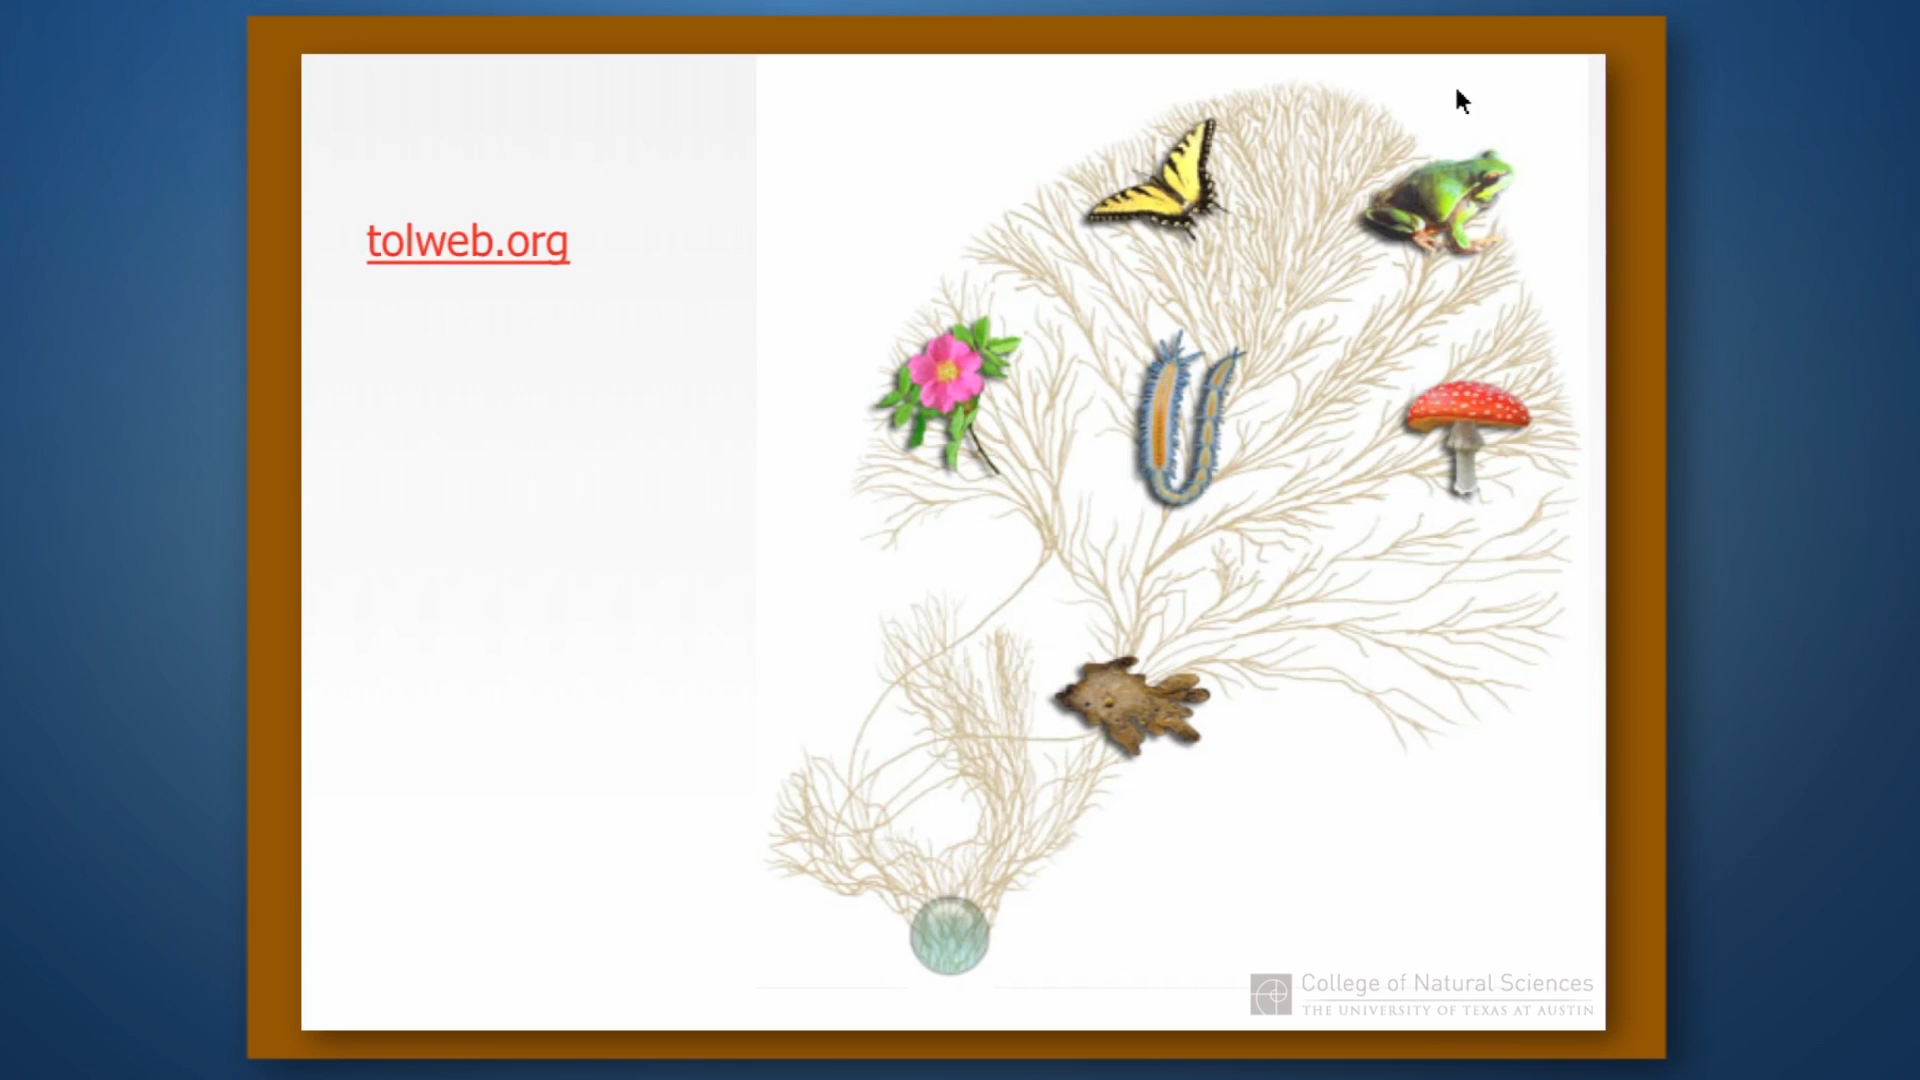 tolweb.org
College of Natural Sciences
THE UNIVERSITY OF TEXAS AT AUSTIN